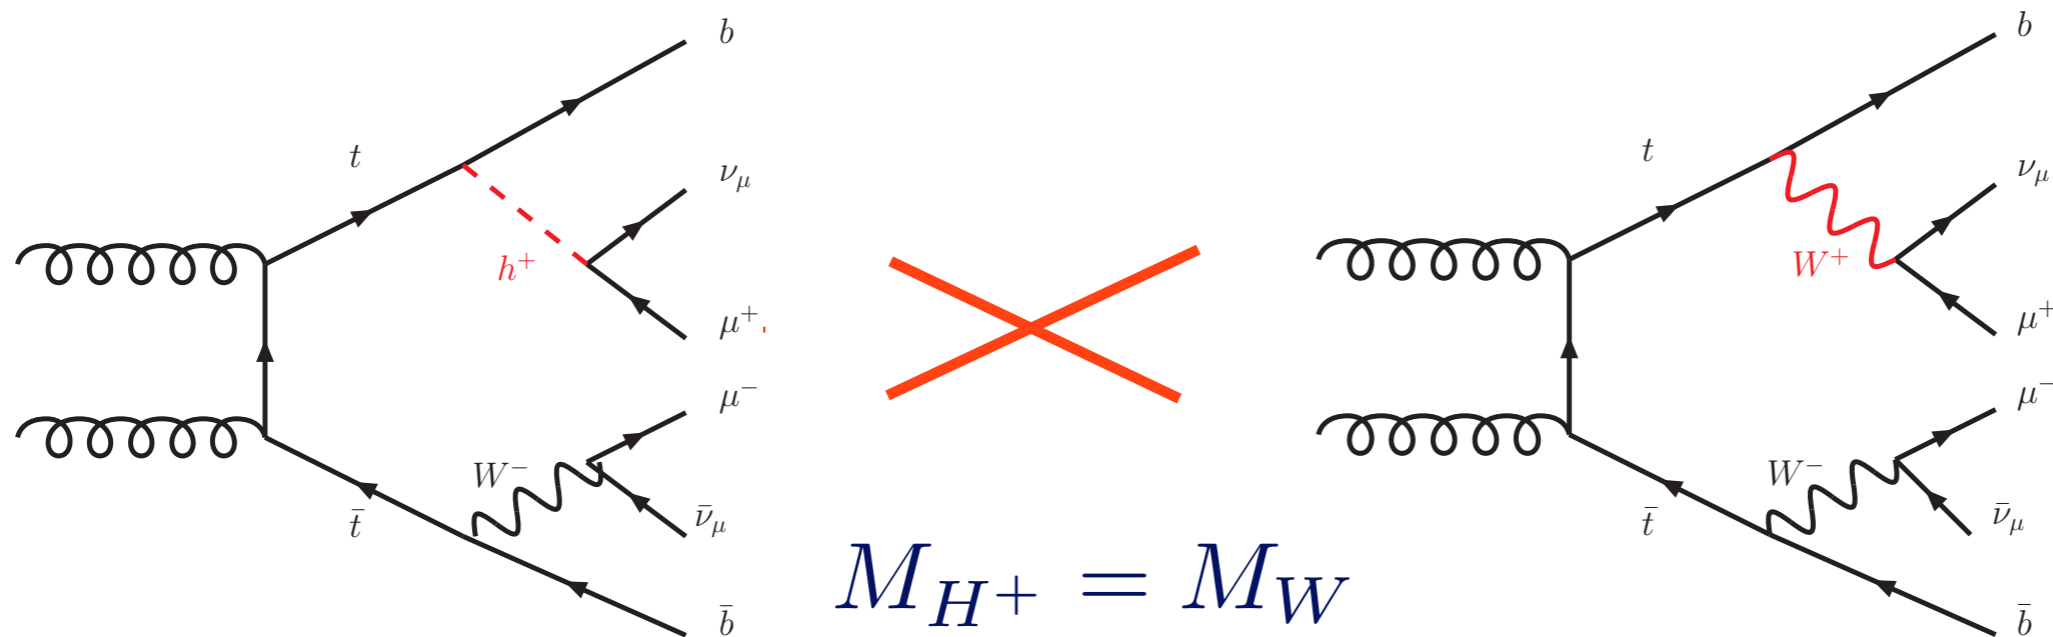 b
t
ν_μ
h⁺
μ⁺
μ⁻
W⁻
t̄
ν̄_μ
b̄
M_{H⁺} = M_W
b
t
ν_μ
W⁺
μ⁺
μ⁻
W⁻
t̄
ν̄_μ
b̄